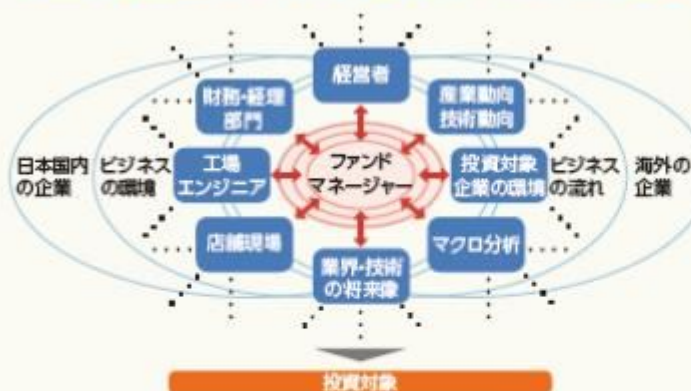 経営者
財務・経理
部門
産業動向
技術動向
日本国内
の企業
ビジネス
の環境
工場
エンジニア
ファンド
マネージャー
投資対象
企業の環境
ビジネス
の流れ
海外の
企業
店舗現場
マクロ分析
業界・技術
の将来像
投資対象